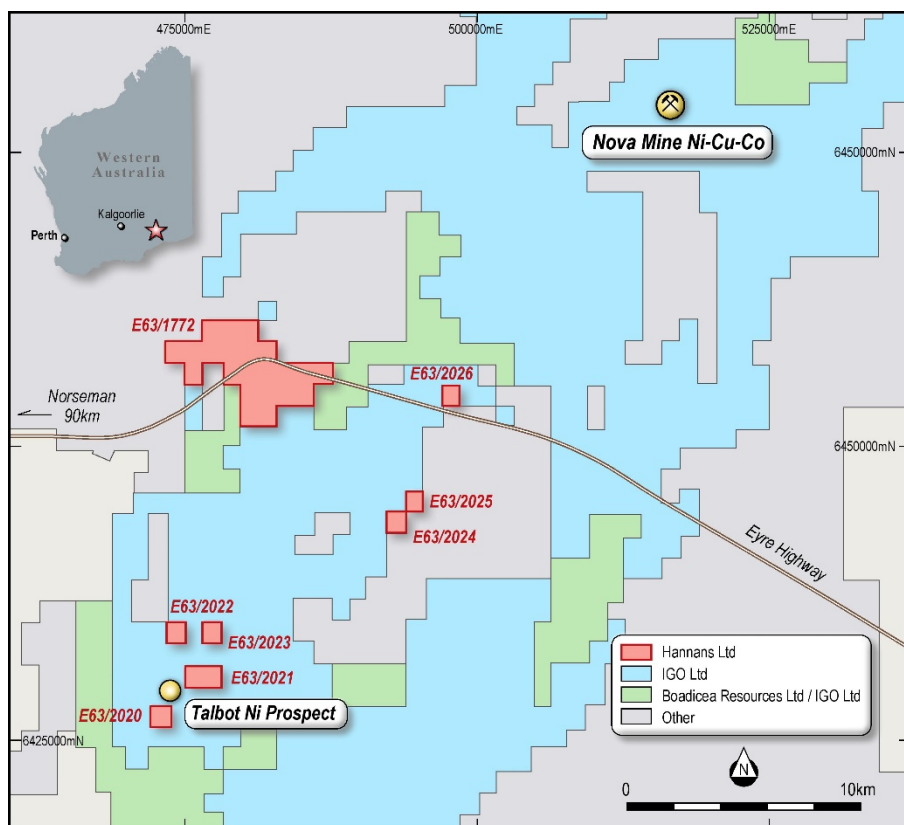 475000mE
500000mE
525000mE
Nova Mine Ni-Cu-Co
6450000mN
Western
Australia
Kalgoorlie
Perth
E63/1772
E63/2026
Norseman
90km
6450000mN
E63/2025
E63/2024
Eyre Highway
E63/2022
E63/2023
E63/2021
E63/2020
Talbot Ni Prospect
6425000mN
Hannans Ltd
IGO Ltd
Boadicea Resources Ltd / IGO Ltd
Other
N
0
10km